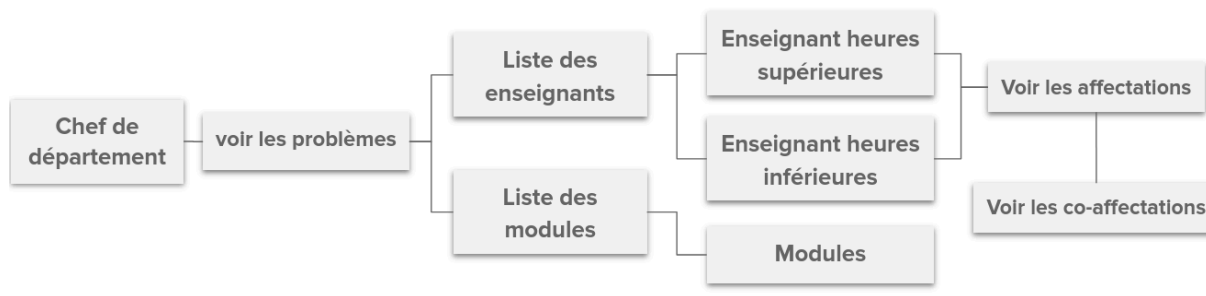 Chef de
département
voir les problèmes
Liste des
enseignants
Liste des
modules
Enseignant heures
supérieures
Enseignant heures
inférieures
Modules
Voir les affectations
Voir les co-affectations